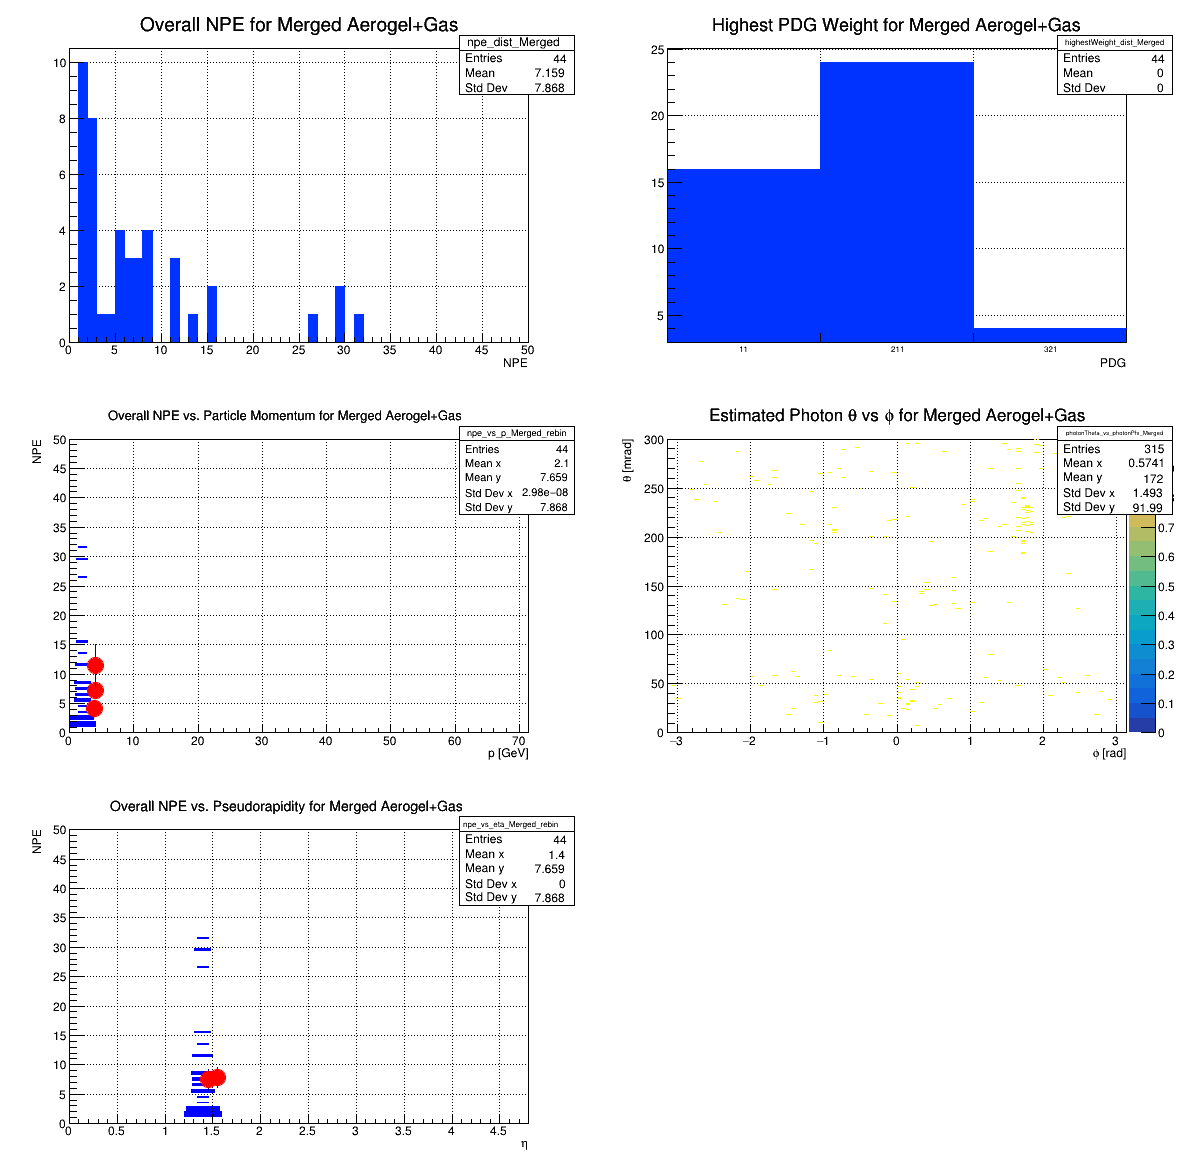 Overall NPE for Merged Aerogel+Gas
npe_dist_Merged
Entries 44
Mean 7.159
Std Dev 7.868
10
8
6
4
2
0
0 5 10 15 20 25 30 35 40 45 50
NPE
Highest PDG Weight for Merged Aerogel+Gas
highestWeight_dist_Merged
Entries 44
Mean 0
Std Dev 0
25
20
15
10
5
11 211 321
PDG
Overall NPE vs. Particle Momentum for Merged Aerogel+Gas
npe_vs_p_Merged_rebin
Entries 44
Mean x 2.1
Mean y 7.659
Std Dev x 2.98e−08
Std Dev y 7.868
NPE
50
45
40
35
30
25
20
15
10
5
0
0 10 20 30 40 50 60 70
p [GeV]
Estimated Photon θ vs ϕ for Merged Aerogel+Gas
photonTheta_vs_photonPhi_Merged
Entries 315
Mean x 0.5741
Mean y 172
Std Dev x 1.493
Std Dev y 91.99
θ [mrad]
300
250
200
150
100
50
0
−3 −2 −1 0 1 2 3
ϕ [rad]
0.7
0.6
0.5
0.4
0.3
0.2
0.1
0
Overall NPE vs. Pseudorapidity for Merged Aerogel+Gas
npe_vs_eta_Merged_rebin
Entries 44
Mean x 1.4
Mean y 7.659
Std Dev x 0
Std Dev y 7.868
NPE
50
45
40
35
30
25
20
15
10
5
0
0 0.5 1 1.5 2 2.5 3 3.5 4 4.5
η